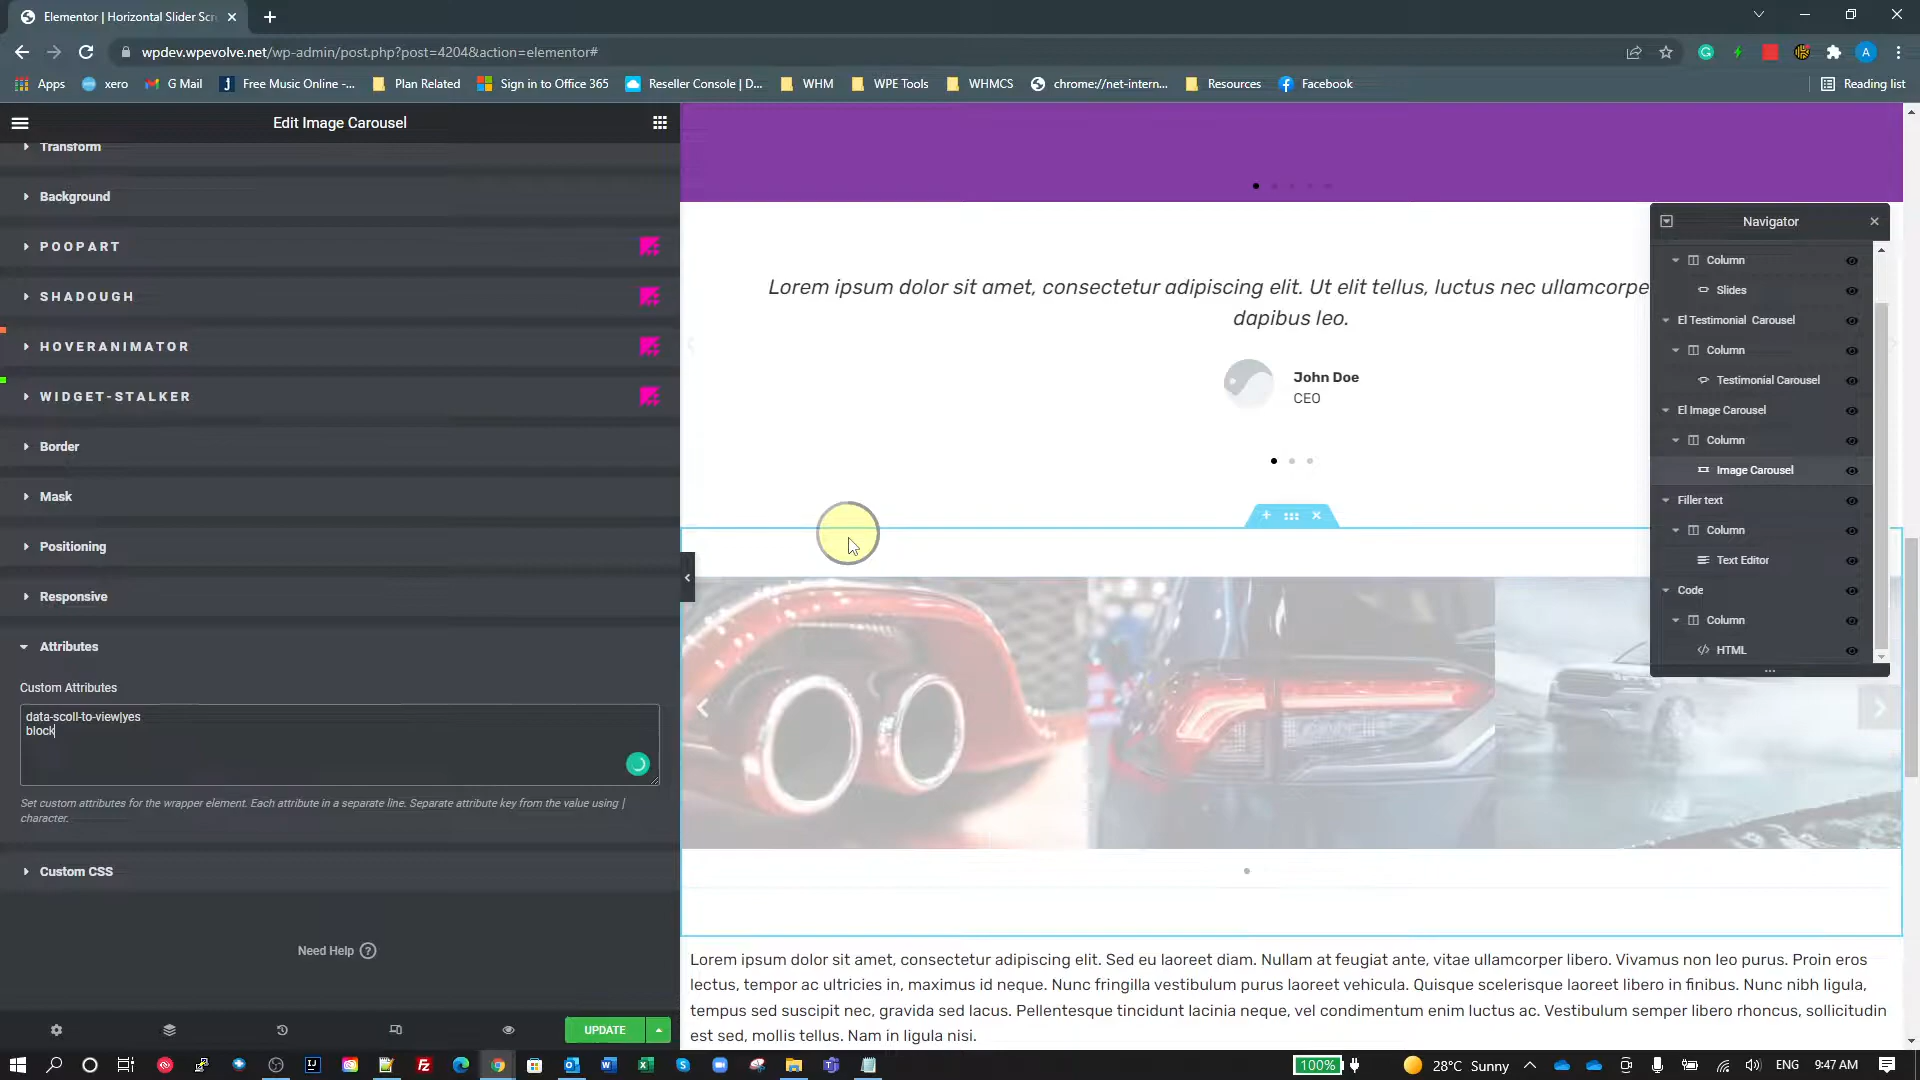 Elementor | Horizontal Slider Scr
wpdev.wpevolve.net/wp-admin/post.php?post=4204&action=elementor#
Apps
xero
G Mail
Free Music Online -...
Plan Related
Sign in to Office 365
Reseller Console | D...
WHM
WPE Tools
WHMCS
chrome://net-intern...
Resources
Facebook
Reading list
Edit Image Carousel
Transform
Background
POOPART
SHADOUGH
HOVERANIMATOR
WIDGET-STALKER
Border
Mask
Positioning
Responsive
Attributes
Custom Attributes
data-scoll-to-view|yes
block
Set custom attributes for the wrapper element. Each attribute in a separate line. Separate attribute key from the value using |
character.
Custom CSS
Need Help ?
UPDATE
Lorem ipsum dolor sit amet, consectetur adipiscing elit. Ut elit tellus, luctus nec ullamcorpe
dapibus leo.
John Doe
CEO
Navigator
Column
Slides
El Testimonial Carousel
Column
Testimonial Carousel
El Image Carousel
Column
Image Carousel
Filler text
Column
Text Editor
Code
Column
HTML
Lorem ipsum dolor sit amet, consectetur adipiscing elit. Sed eu laoreet diam. Nullam at feugiat ante, vitae ullamcorper libero. Vivamus non leo purus. Proin eros
lectus, tempor ac ultricies in, maximus id neque. Nunc fringilla vestibulum purus laoreet vehicula. Quisque scelerisque laoreet libero in finibus. Nunc nibh ligula,
tempus sed suscipit nec, gravida sed lacus. Pellentesque tincidunt lacinia neque, vel condimentum enim luctus ac. Vestibulum semper libero rhoncus, sollicitudin
est sed, mollis tellus. Nam in ligula nisi.
100%
28°C Sunny
ENG
9:47 AM